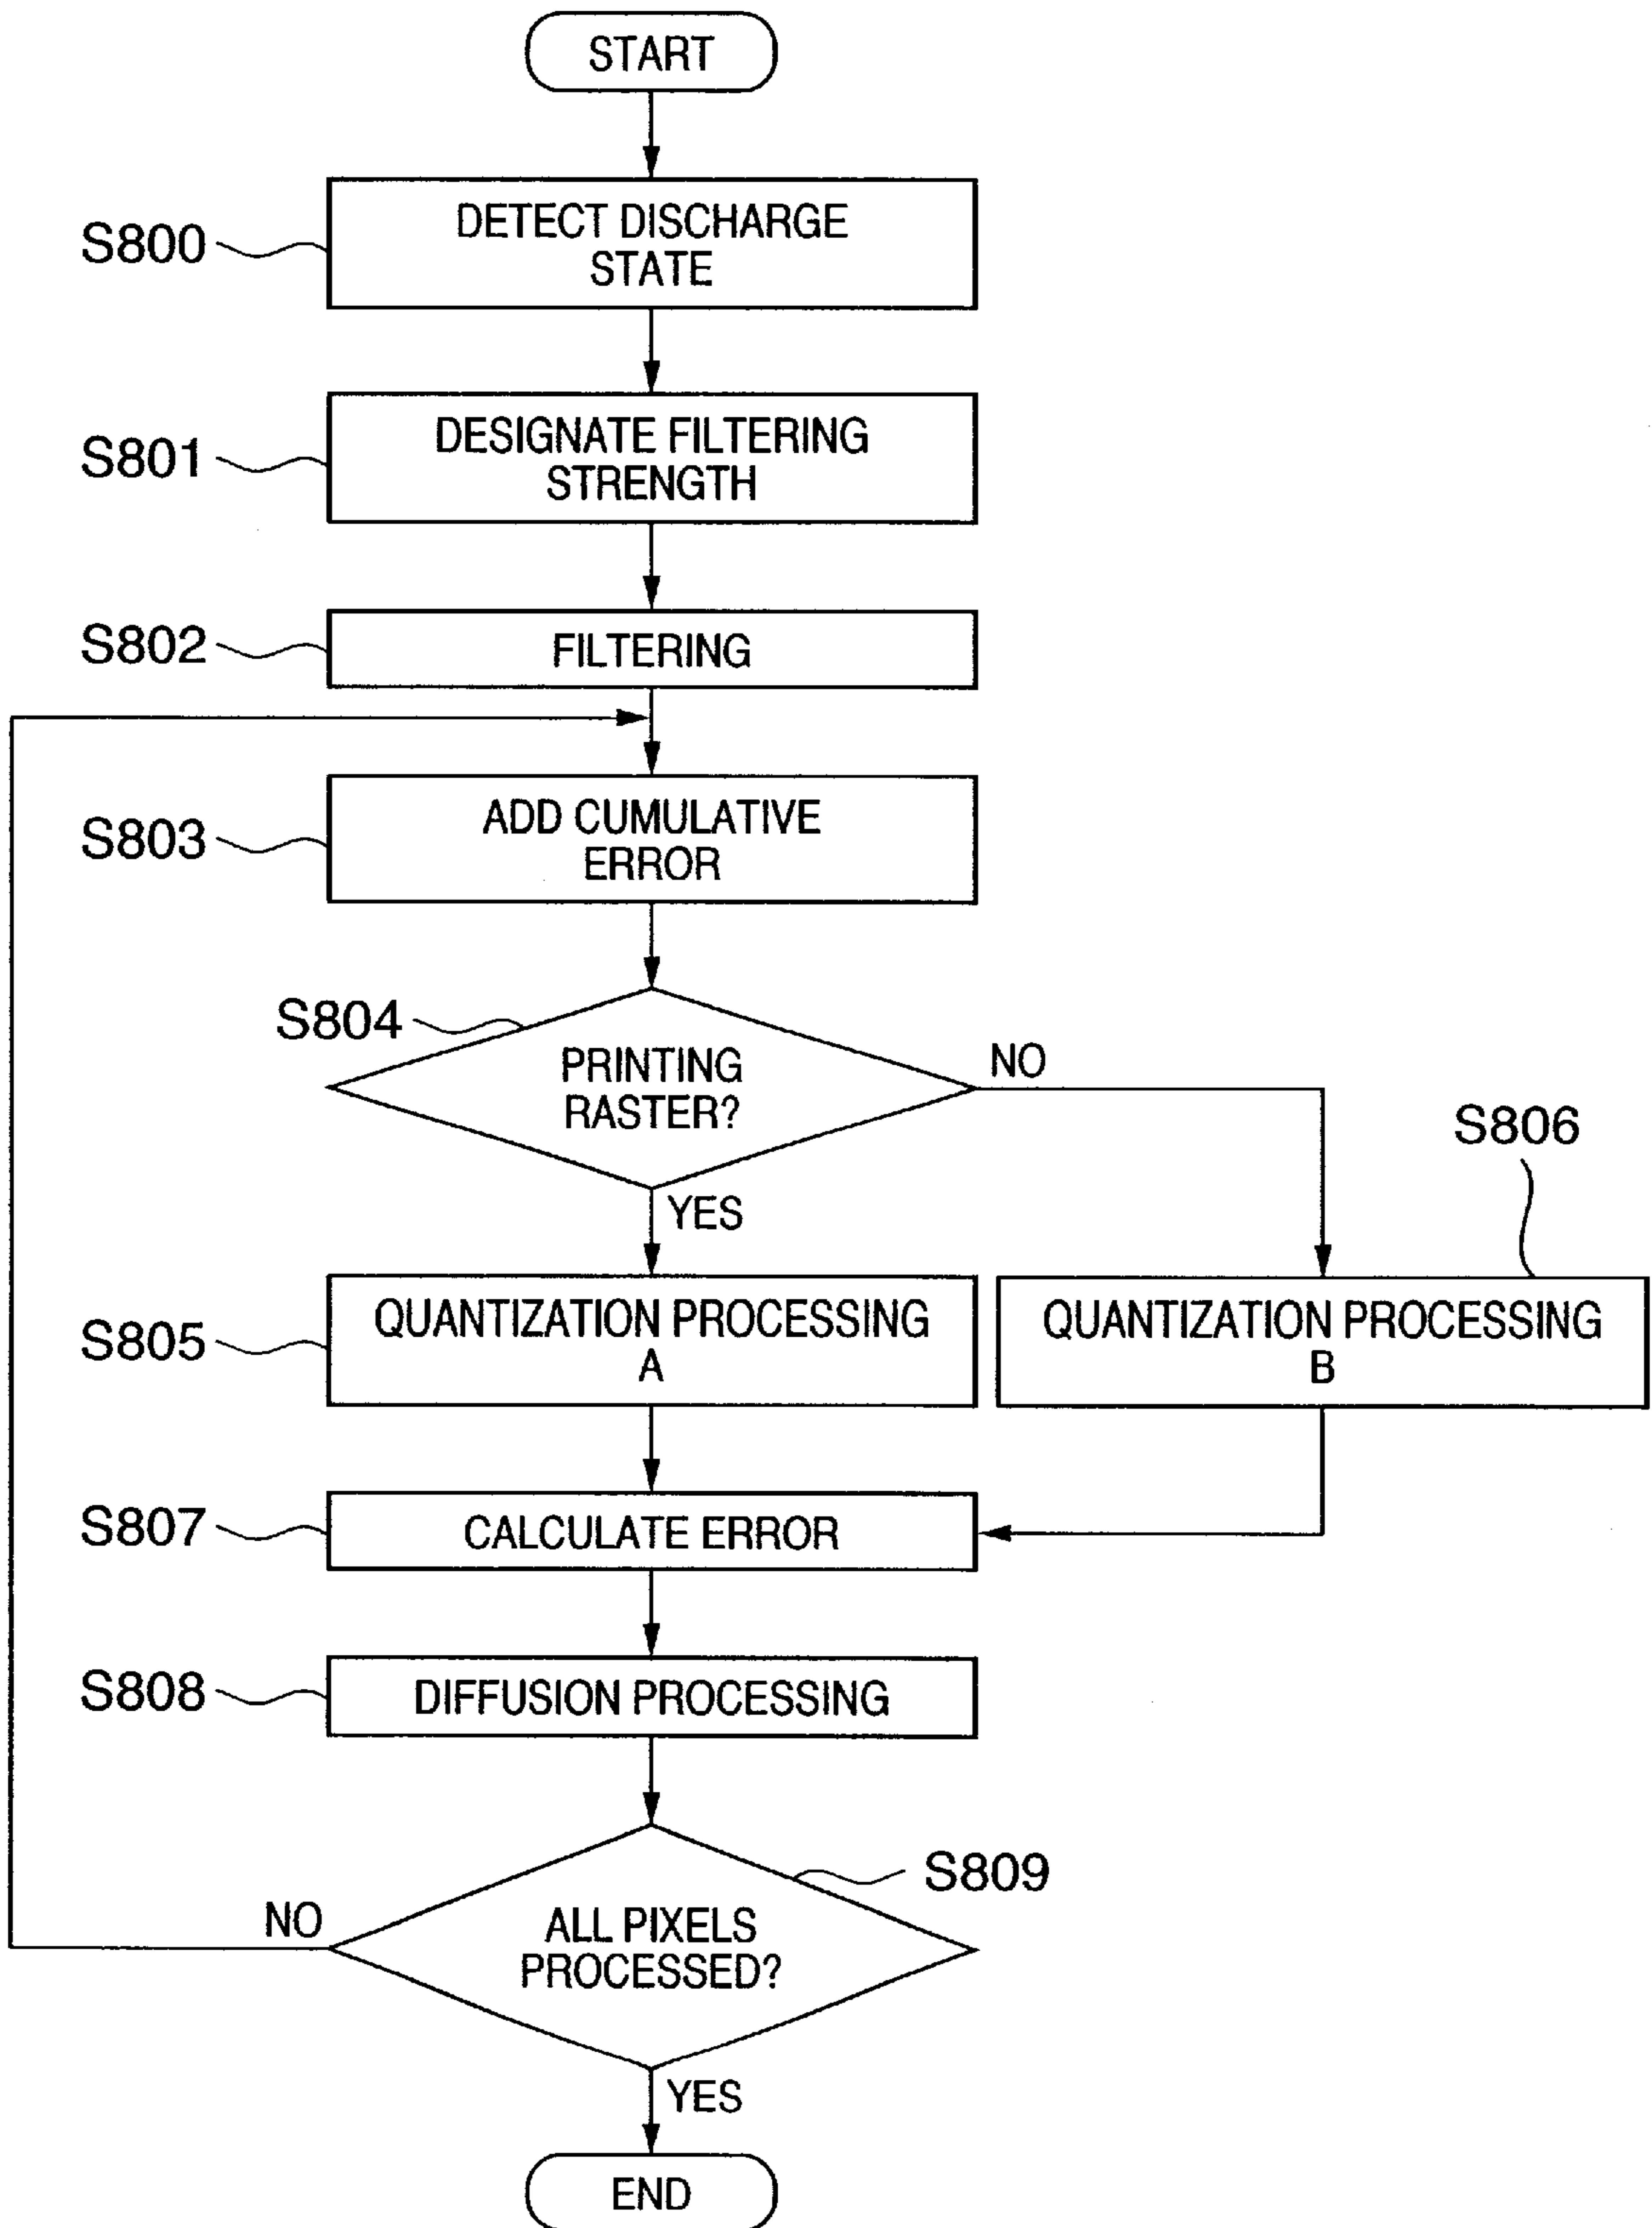 START
S800
DETECT DISCHARGE
STATE
S801
DESIGNATE FILTERING
STRENGTH
S802
FILTERING
S803
ADD CUMULATIVE
ERROR
S804
PRINTING
RASTER?
NO
YES
S806
S805
QUANTIZATION PROCESSING
A
QUANTIZATION PROCESSING
B
S807
CALCULATE ERROR
S808
DIFFUSION PROCESSING
S809
NO
ALL PIXELS
PROCESSED?
YES
END